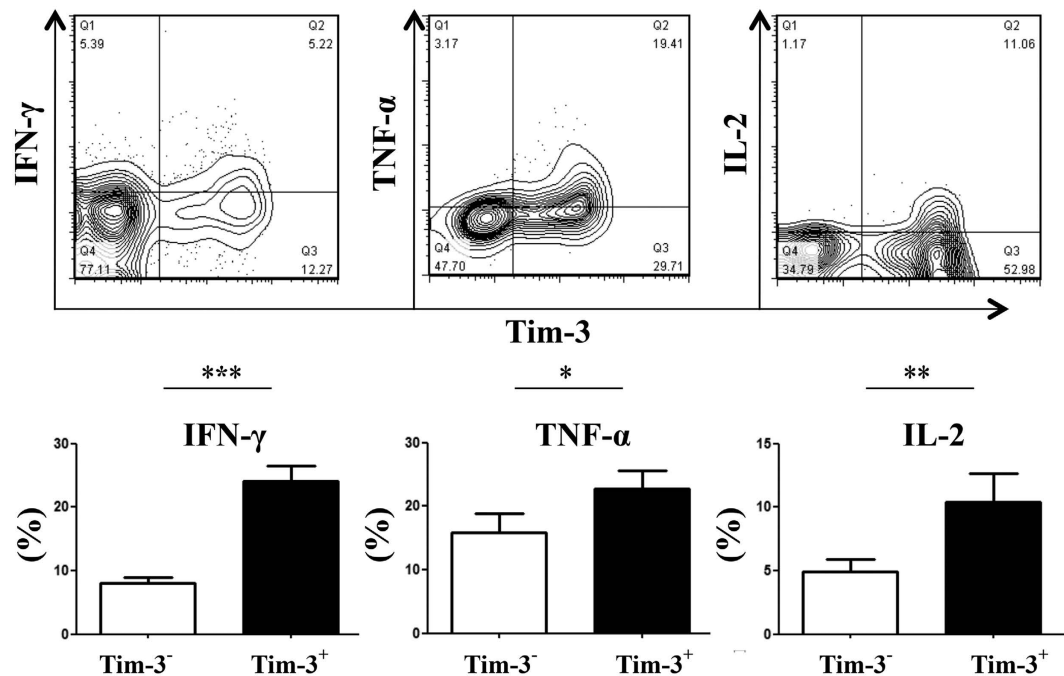 Q1 Q2 Q1 Q2 Q1 Q2
5.39 5.22 3.17 19.41 1.17 11.06
IFN-γ TNF-α IL-2
Q4 Q3 Q4 Q3 Q4 Q3
77.11 12.27 47.70 29.71 34.79 52.98
Tim-3
*** * **
IFN-γ TNF-α IL-2
30 30 15
20 20 10
(%) (%) (%)
10 10 5
0 0 0
Tim-3⁻ Tim-3⁺ Tim-3⁻ Tim-3⁺ Tim-3⁻ Tim-3⁺